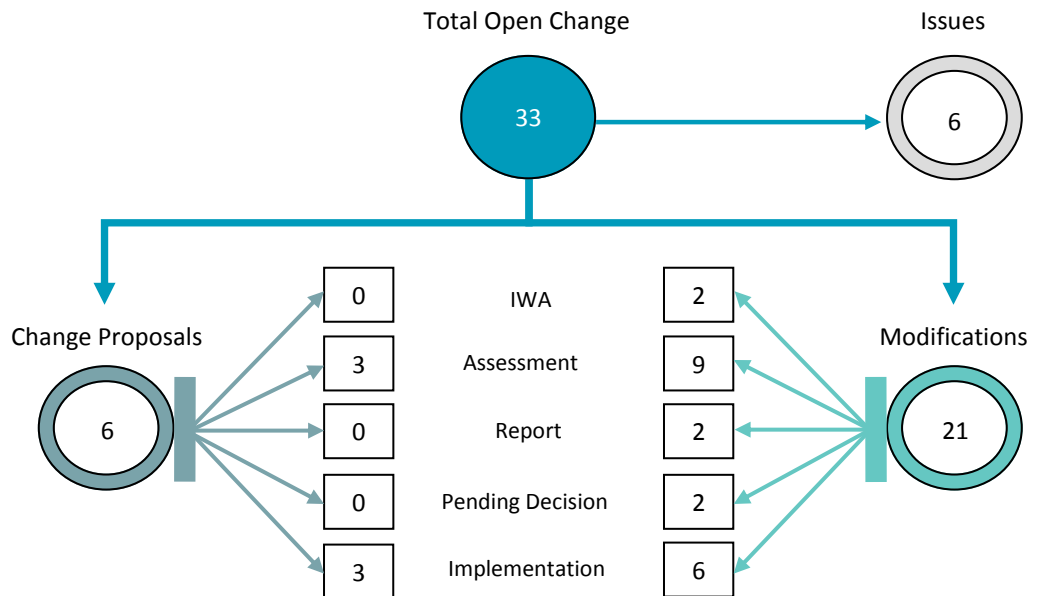 Total Open Change
Issues
33
6
Change Proposals
Modifications
6
21
0
IWA
2
3
Assessment
9
0
Report
2
0
Pending Decision
2
3
Implementation
6